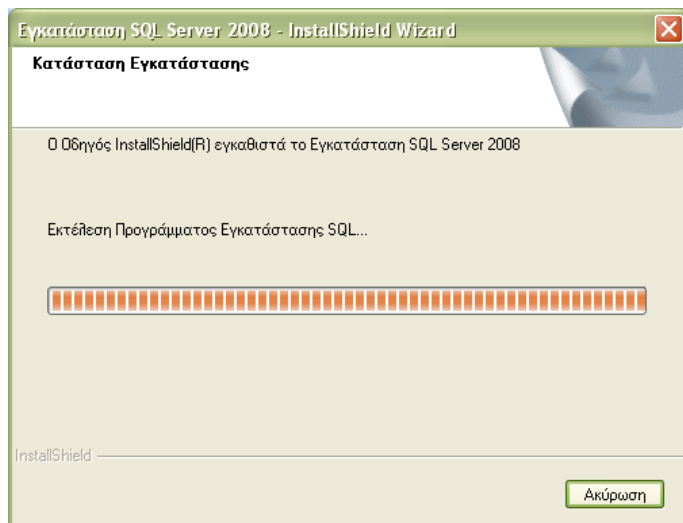 Εγκατάσταση SQL Server 2008 - InstallShield Wizard
Κατάσταση Εγκατάστασης
Ο Οδηγός InstallShield(R) εγκαθιστά το Εγκατάσταση SQL Server 2008
Εκτέλεση Προγράμματος Εγκατάστασης SQL...
InstallShield
Ακύρωση